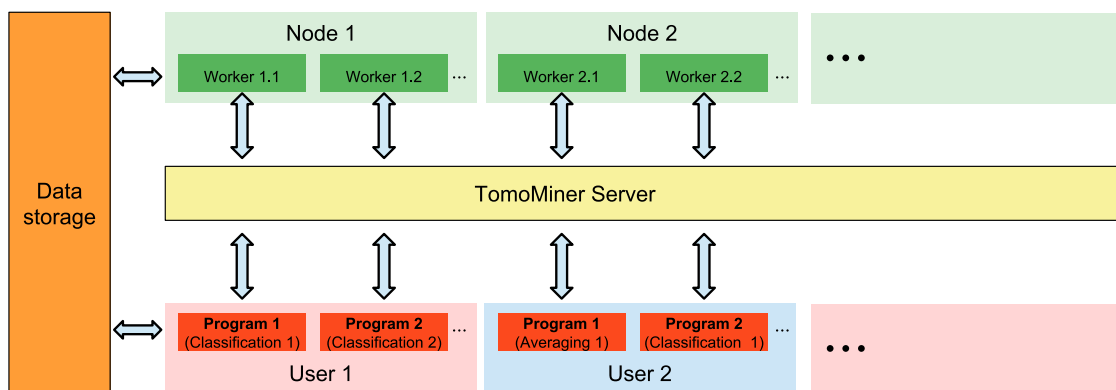 Node 1
Node 2
Worker 1.1
Worker 1.2
...
Worker 2.1
Worker 2.2
...
...
Data
storage
TomoMiner Server
Program 1
(Classification 1)
Program 2
(Classification 2)
...
Program 1
(Averaging 1)
Program 2
(Classification 1)
...
...
User 1
User 2